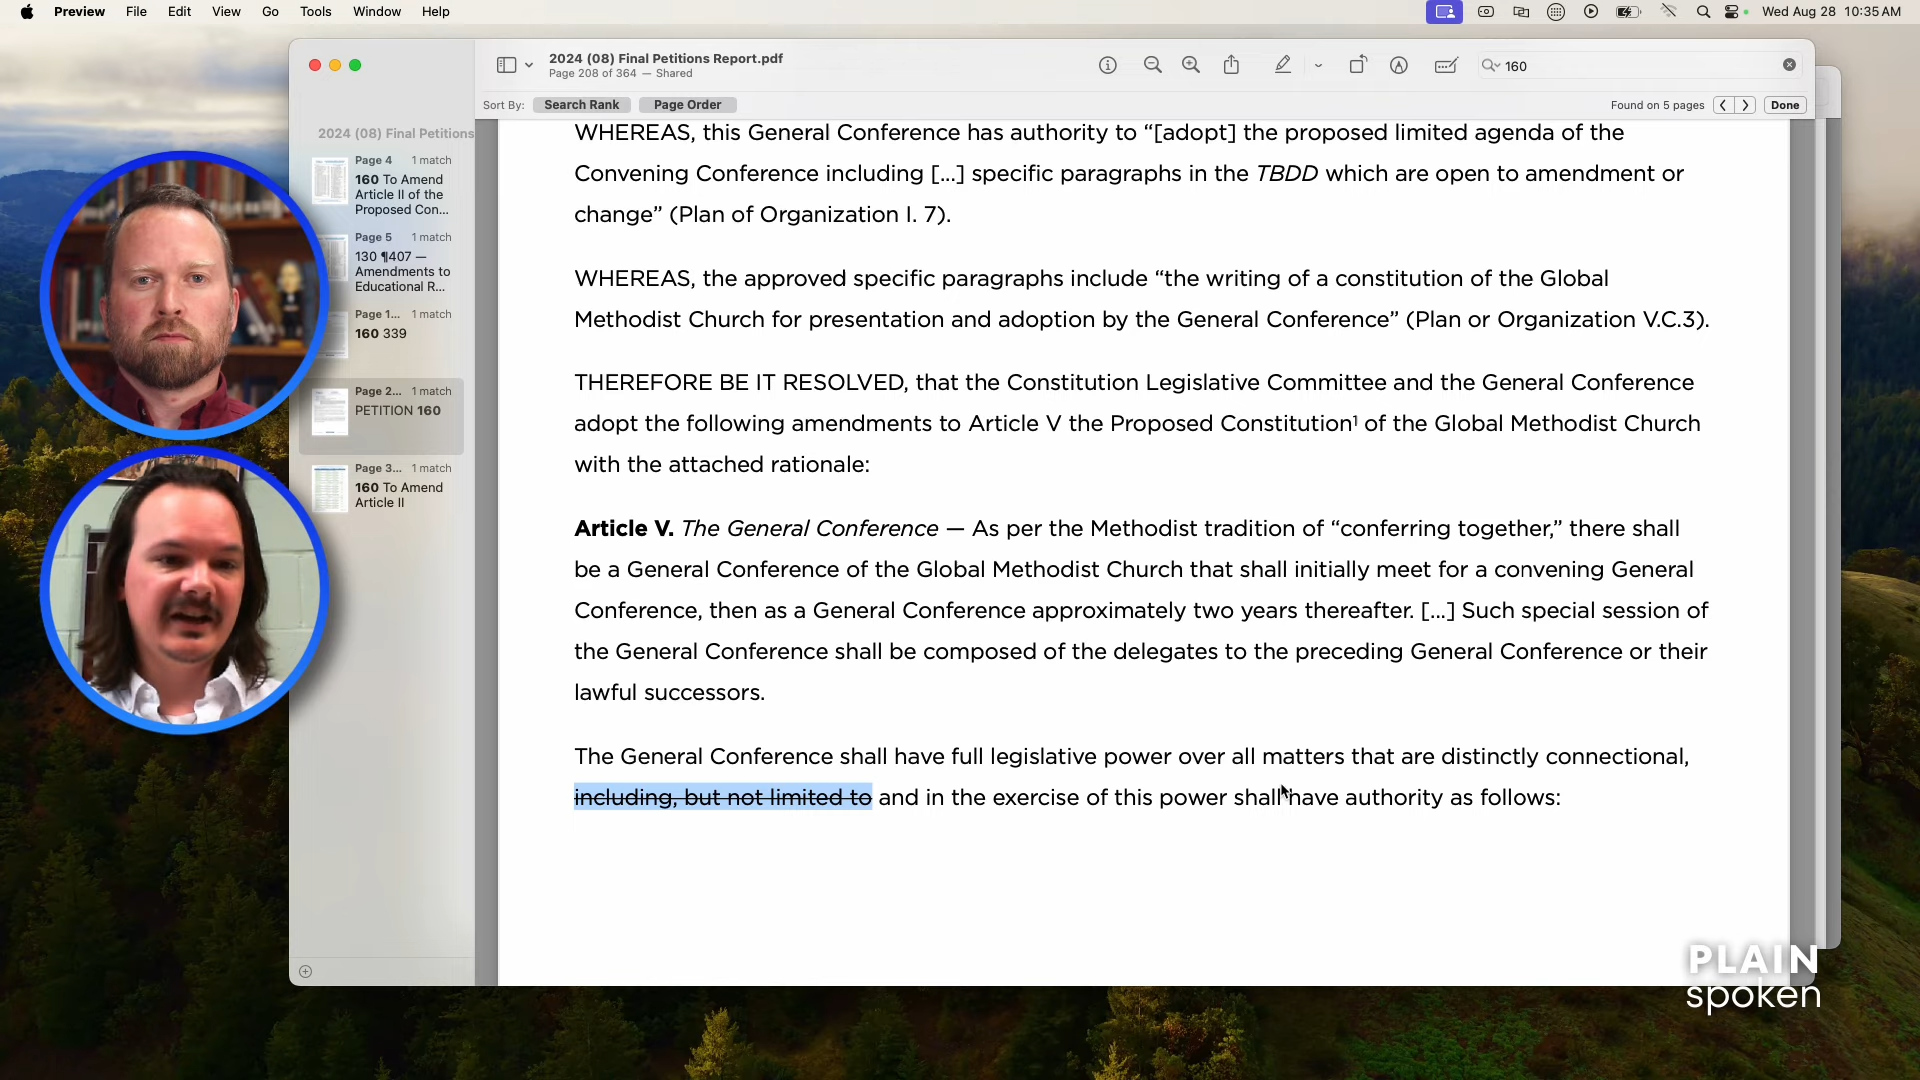 Preview File Edit View Go Tools Window Help
Wed Aug 28 10:35 AM
2024 (08) Final Petitions Report.pdf
Page 208 of 364 — Shared
160
Sort By: Search Rank Page Order
Found on 5 pages
Done
2024 (08) Final Petitions
Page 4 1 match
160 To Amend
Article II of the
Proposed Con...
Page 5 1 match
130 ¶407 —
Amendments to
Educational R...
Page 1... 1 match
160 339
Page 2... 1 match
PETITION 160
Page 3... 1 match
160 To Amend
Article II
WHEREAS, this General Conference has authority to “[adopt] the proposed limited agenda of the
Convening Conference including [...] specific paragraphs in the TBDD which are open to amendment or
change” (Plan of Organization I. 7).
WHEREAS, the approved specific paragraphs include “the writing of a constitution of the Global
Methodist Church for presentation and adoption by the General Conference” (Plan or Organization V.C.3).
THEREFORE BE IT RESOLVED, that the Constitution Legislative Committee and the General Conference
adopt the following amendments to Article V the Proposed Constitution¹ of the Global Methodist Church
with the attached rationale:
Article V. The General Conference — As per the Methodist tradition of “conferring together,” there shall
be a General Conference of the Global Methodist Church that shall initially meet for a convening General
Conference, then as a General Conference approximately two years thereafter. [...] Such special session of
the General Conference shall be composed of the delegates to the preceding General Conference or their
lawful successors.
The General Conference shall have full legislative power over all matters that are distinctly connectional,
including, but not limited to and in the exercise of this power shall have authority as follows:
PLAIN
spoken